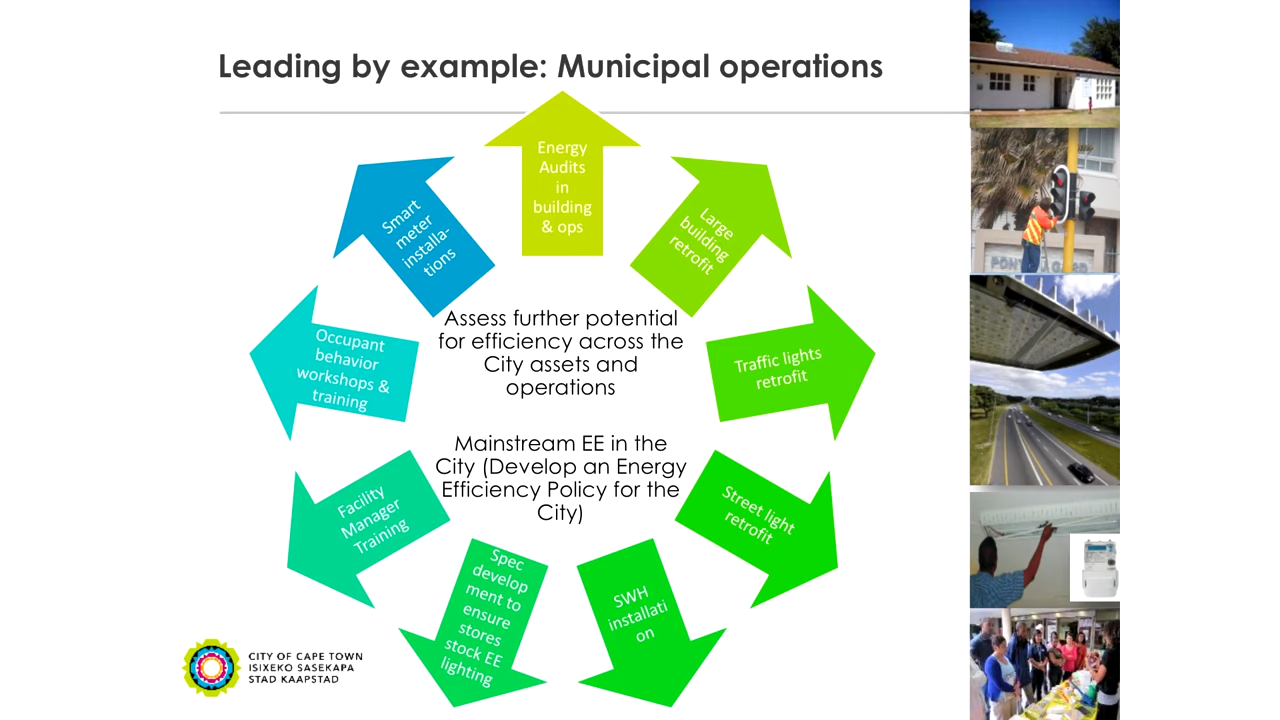 Leading by example: Municipal operations
Energy
Audits
in
building
& ops
Large
building
retrofit
Traffic lights
retrofit
Street light
retrofit
SWH
installati
on
Spec
develop
ment to
ensure
stores
stock EE
lighting
Facility
Manager
Training
Occupant
behavior
workshops &
training
Smart
meter
installa-
tions
Assess further potential
for efficiency across the
City assets and
operations
Mainstream EE in the
City (Develop an Energy
Efficiency Policy for the
City)
CITY OF CAPE TOWN
ISIXEKO SASEKAPA
STAD KAAPSTAD